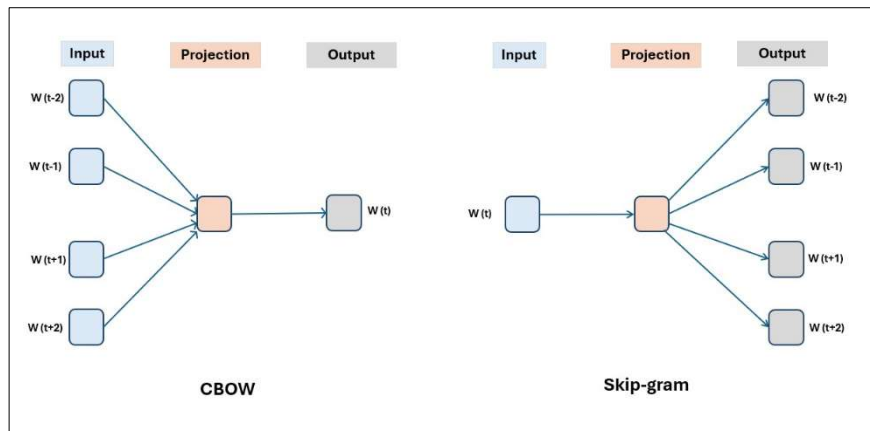 Input Projection Output
W (t-2)
W (t-1)
W (t)
W (t+1)
W (t+2)
CBOW
Input Projection Output
W (t-2)
W (t-1)
W (t)
W (t+1)
W (t+2)
Skip-gram